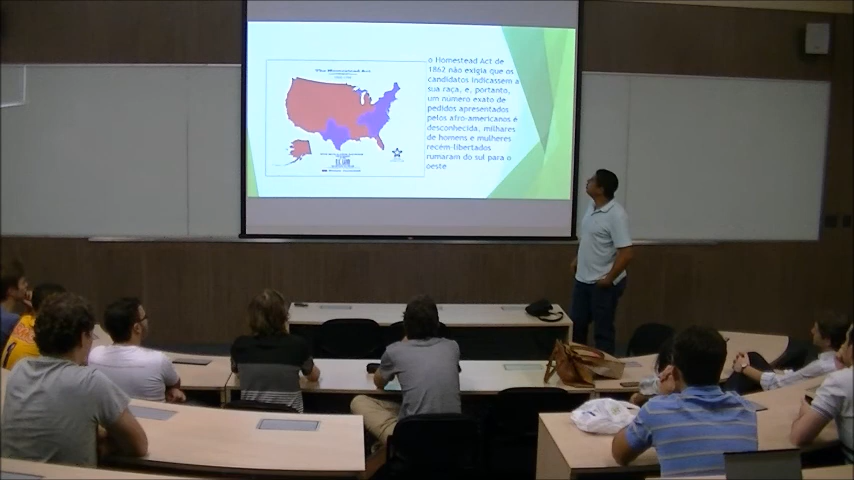 The Homestead Act
o Homestead Act de
1862 não exigia que os
candidatos indicassem a
sua raça, e, portanto,
um número exato de
pedidos apresentados
pelos afro-americanos é
desconhecida, milhares
de homens e mulheres
recém-libertados
rumaram do sul para o
oeste